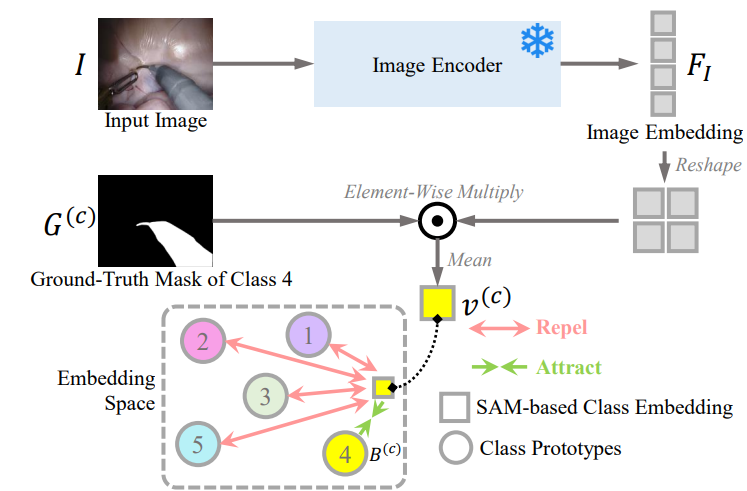 I
Input Image
Image Encoder
F_I
Image Embedding
Reshape
G^(c)
Ground-Truth Mask of Class 4
Element-Wise Multiply
Mean
v^(c)
Repel
Attract
SAM-based Class Embedding
Class Prototypes
Embedding
Space
1
2
3
4
5
B^(c)